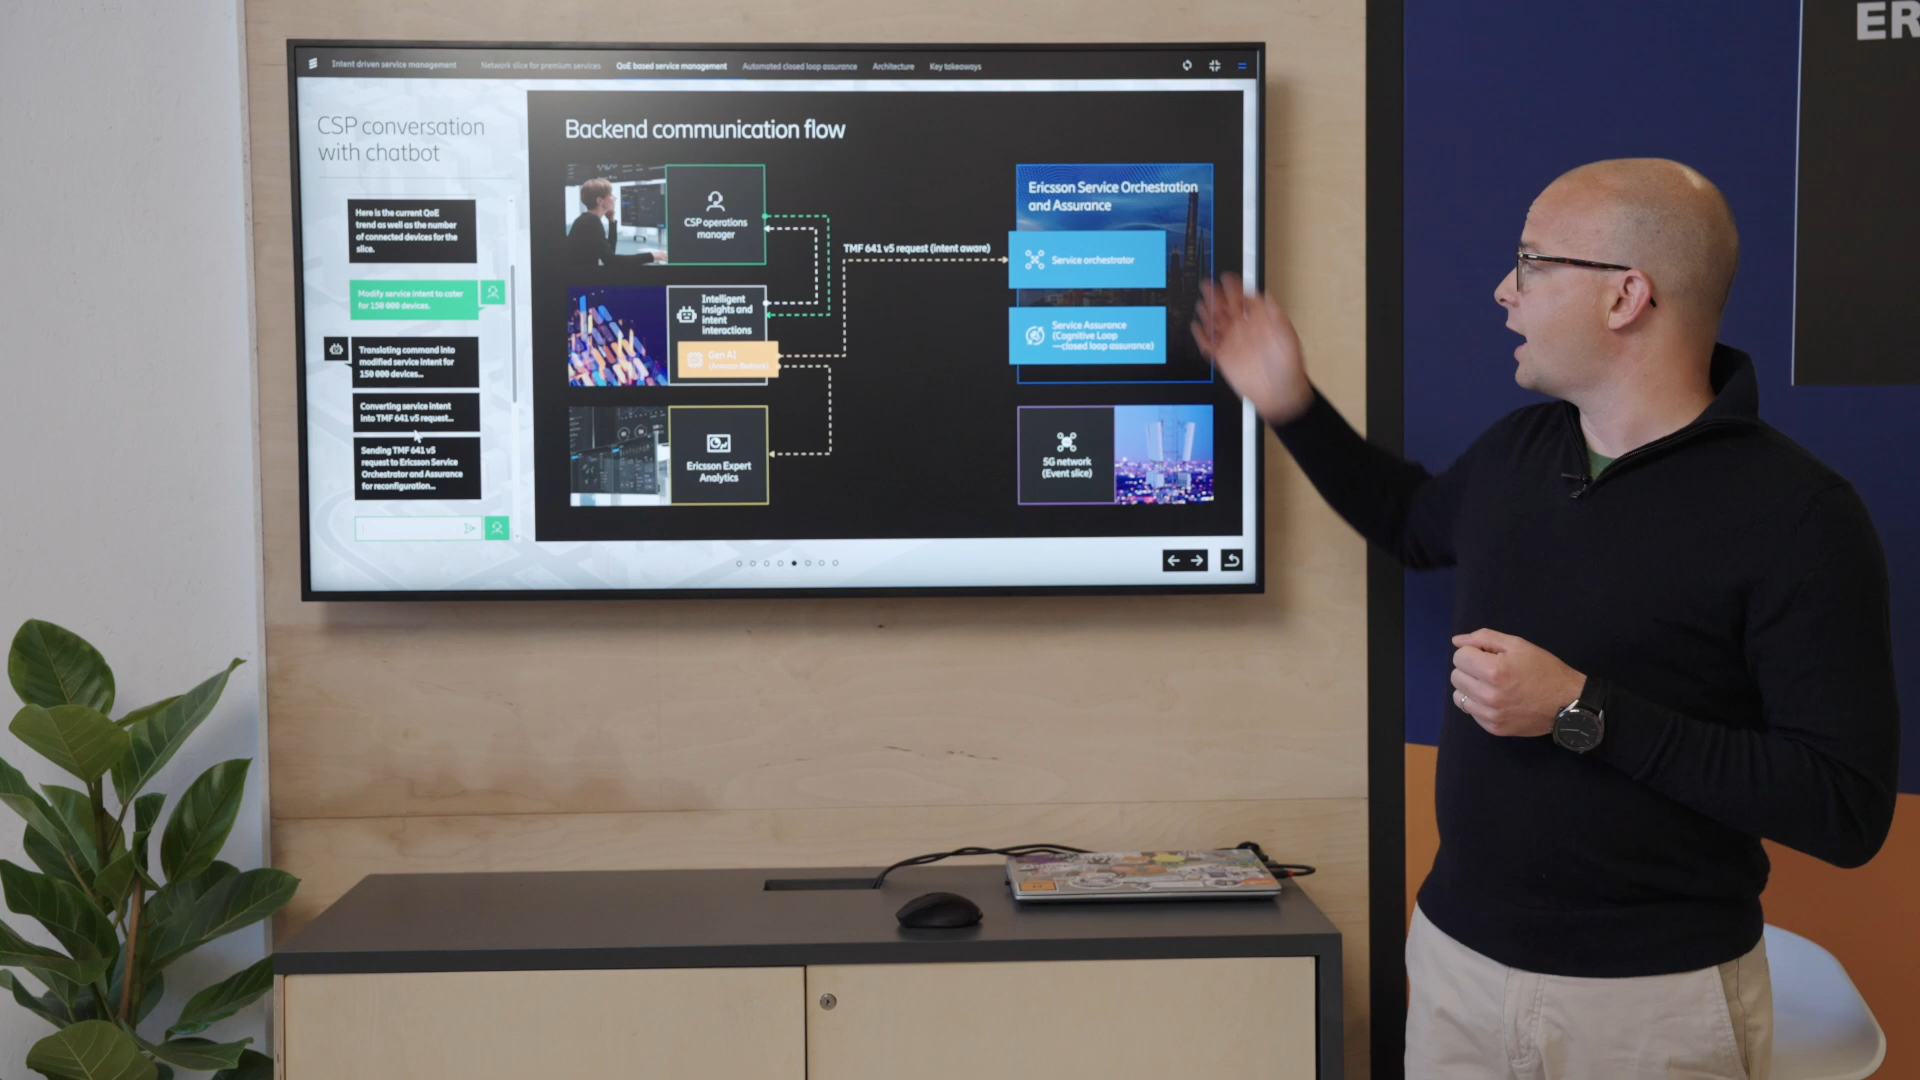 Intent driven service management
Network slice for premium services
QoE based service management
Automated closed loop assurance
Architecture
Key takeaways
CSP conversation
with chatbot
Here is the current QoE
trend as well as the number
of connected devices for the
slice.
Modify service intent to cater
for 150 000 devices.
Translating command into
modified service intent for
150 000 devices...
Converting service intent
into TMF 641 v5 request...
Sending TMF 641 v5
request to Ericsson Service
Orchestrator and Assurance
for reconfiguration...
Backend communication flow
CSP operations
manager
Intelligent
insights and
intent
interactions
Gen AI
(Amazon Bedrock)
Ericsson Expert
Analytics
TMF 641 v5 request (intent aware)
Ericsson Service Orchestration
and Assurance
Service orchestrator
Service Assurance
(Cognitive Loop
—closed loop assurance)
5G network
(Event slice)
ER